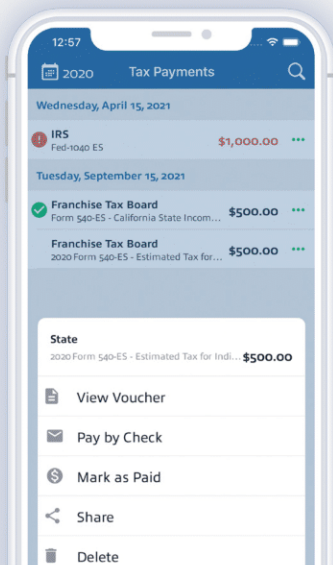 12:57
2020 Tax Payments
Wednesday, April 15, 2021
IRS
Fed-1040 ES $1,000.00
Tuesday, September 15, 2021
Franchise Tax Board
Form 540-ES - California State Incom... $500.00
Franchise Tax Board
2020 Form 540-ES - Estimated Tax for... $500.00
State
2020 Form 540-ES - Estimated Tax for Indi... $500.00
View Voucher
Pay by Check
Mark as Paid
Share
Delete